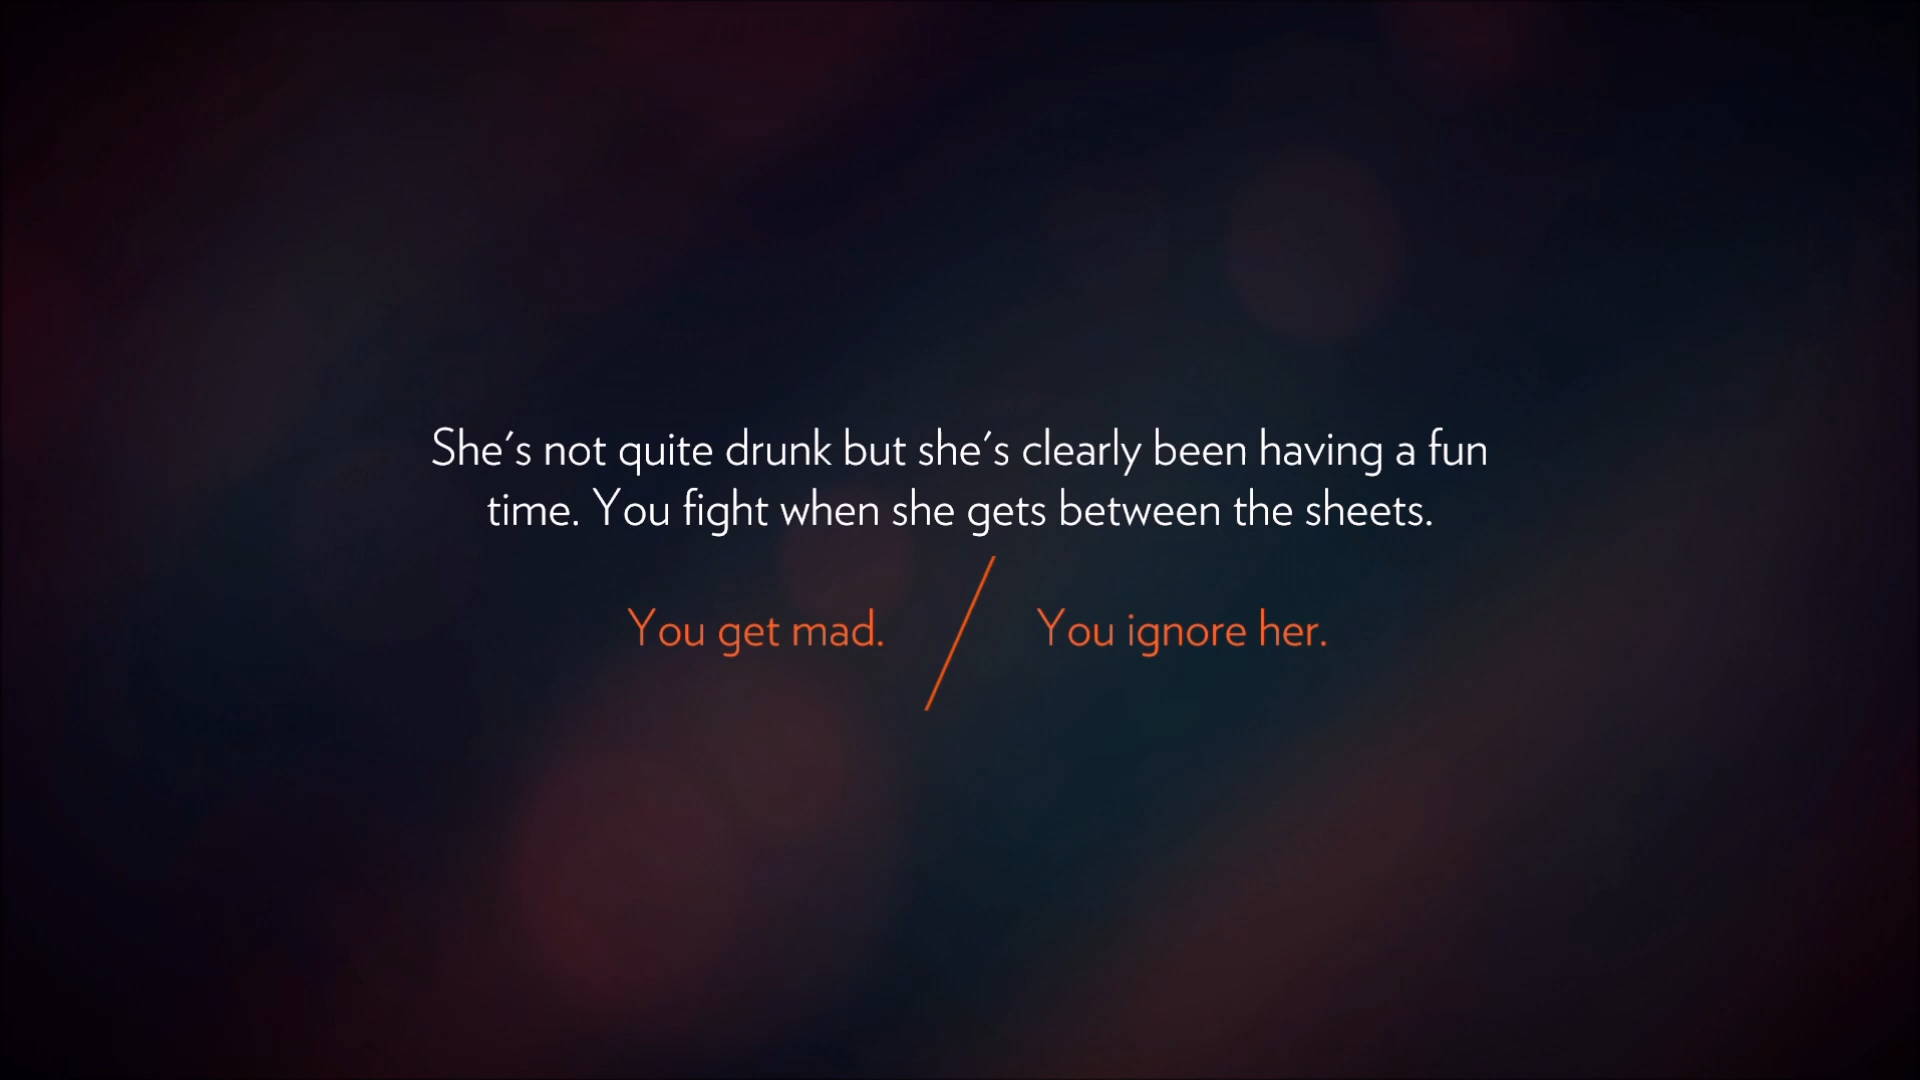 She's not quite drunk but she's clearly been having a fun
time. You fight when she gets between the sheets.
You get mad. / You ignore her.